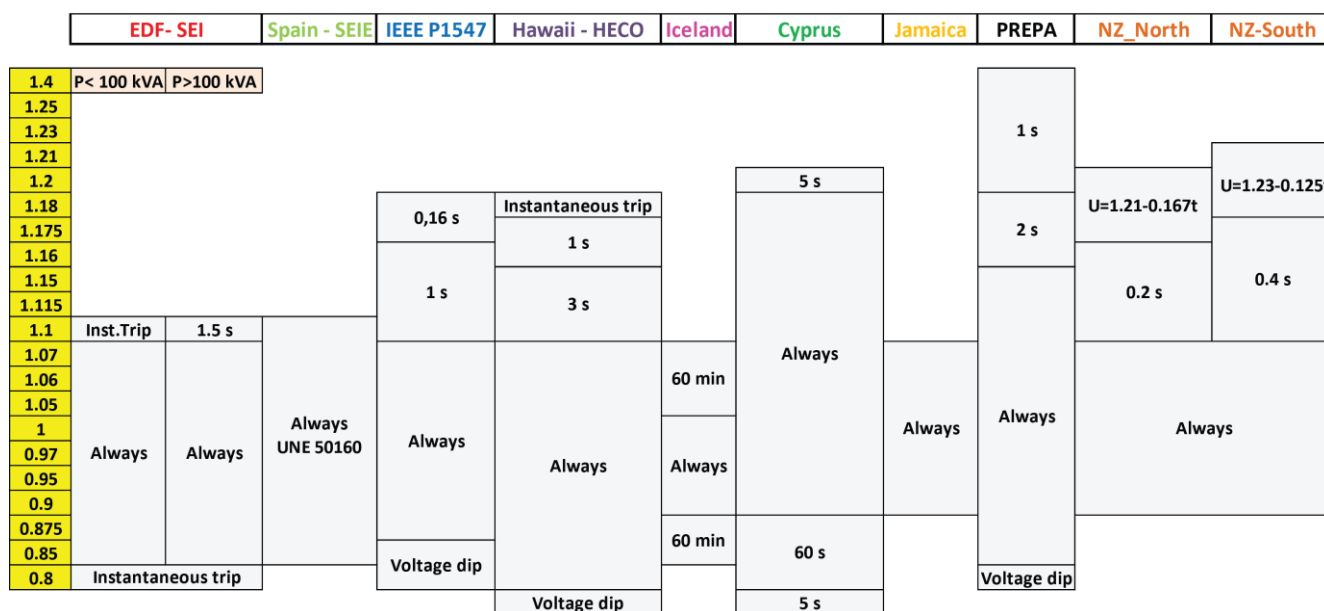 EDF- SEI Spain - SEIE IEEE P1547 Hawaii - HECO Iceland Cyprus Jamaica PREPA NZ_North NZ-South
1.4 P< 100 kVA P>100 kVA
1.25
1.23 1 s
1.21
1.2 5 s
1.18 0,16 s Instantaneous trip U=1.21-0.167t U=1.23-0.125
1.175 2 s
1.16 1 s
1.15 1 s 0.2 s 0.4 s
1.115 3 s
1.1 Inst.Trip 1.5 s
1.07 Always
1.06 60 min
1.05 Always PREPA
1 Always Always Always Always
0.97 Always Always UNE 50160 Always Always
0.95 Always
0.9
0.875
0.85 Voltage dip 60 min 60 s
0.8 Instantaneous trip Voltage dip
Voltage dip 5 s